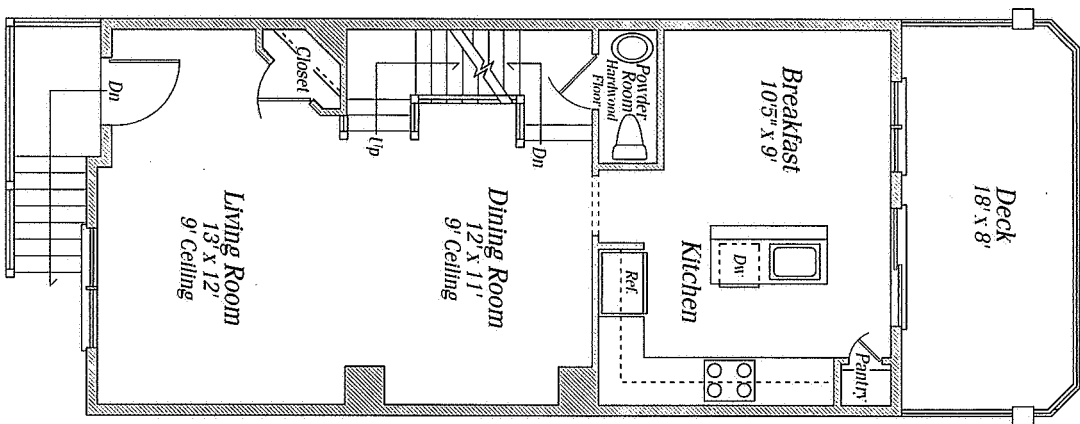 Deck
18' x 8'
Breakfast
10'5" x 9'
Powder
Room
Hardwood
Floor
Kitchen
Dw
Ref.
Pantry
Dining Room
12' x 11'
9' Ceiling
Dn
Up
Closet
Living Room
13' x 12'
9' Ceiling
Dn